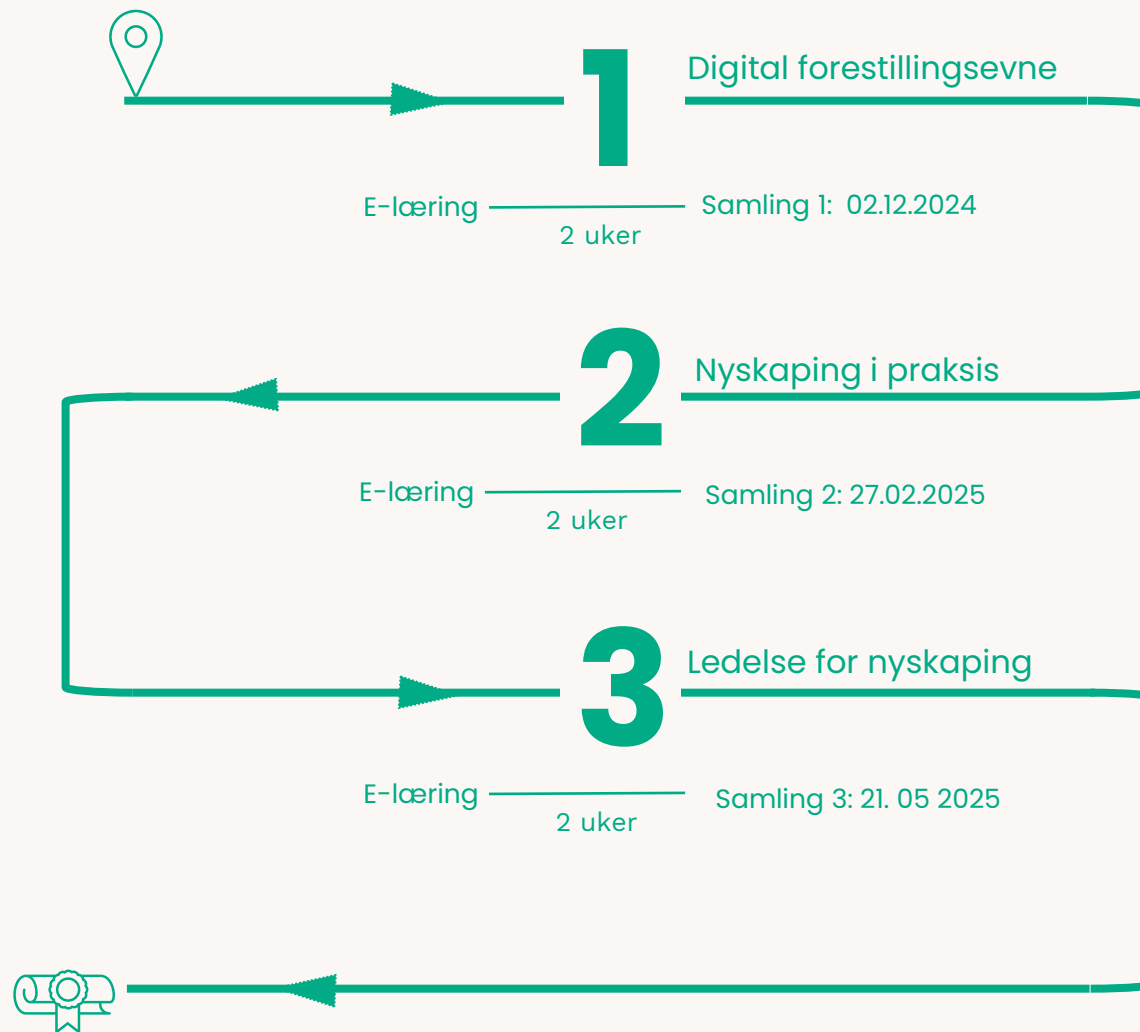 1
Digital forestillingsevne
E-læring
Samling 1: 02.12.2024
2 uker
2
Nyskaping i praksis
E-læring
Samling 2: 27.02.2025
2 uker
3
Ledelse for nyskaping
E-læring
Samling 3: 21. 05 2025
2 uker